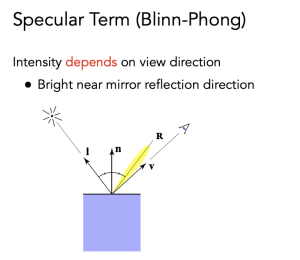 Specular Term (Blinn-Phong)
Intensity depends on view direction
● Bright near mirror reflection direction
R
l
n
v